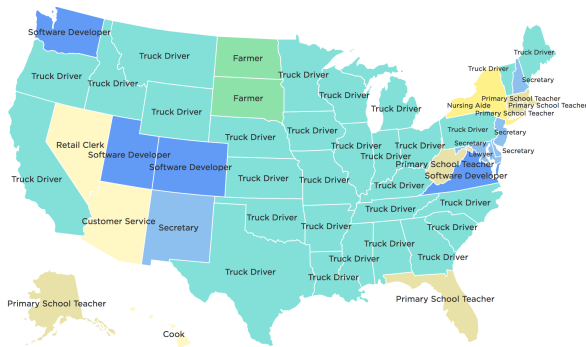 Software Developer
Truck Driver
Truck Driver
Farmer
Truck Driver
Truck Driver
Truck Driver
Truck Driver
Secretary
Truck Driver
Farmer
Primary School Teacher
Nursing Aide
Primary School Teacher
Truck Driver
Truck Driver
Primary School Teacher
Truck Driver
Truck Driver
Secretary
Truck Driver
Secretary
Retail Clerk
Truck Driver
Truck Driver
Secretary
Software Developer
Lawyer
Truck Driver
Primary School Teacher
Software Developer
Software Developer
Truck Driver
Truck Driver
Truck Driver
Truck Driver
Truck Driver
Truck Driver
Truck Driver
Customer Service
Secretary
Truck Driver
Truck Driver
Truck Driver
Truck Driver
Truck Driver
Truck Driver
Truck Driver
Primary School Teacher
Primary School Teacher
Cook